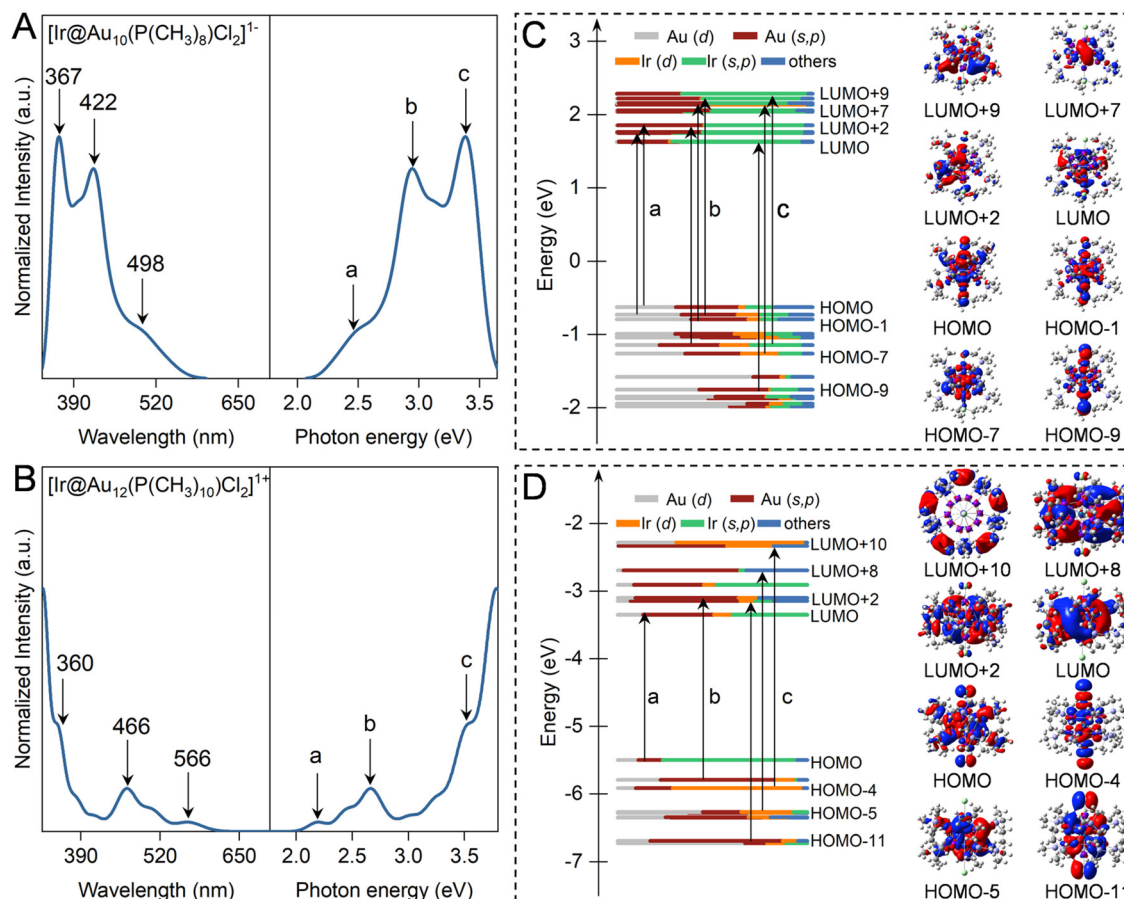 A
[Ir@Au10(P(CH3)8)Cl2]1-
367
422
498
a
b
c
Normalized Intensity (a.u.)
390 520 650
2.0 2.5 3.0 3.5
Wavelength (nm)
Photon energy (eV)
B
[Ir@Au12(P(CH3)10)Cl2]1+
360
466
566
a
b
c
Normalized Intensity (a.u.)
390 520 650
2.0 2.5 3.0 3.5
Wavelength (nm)
Photon energy (eV)
C
Au (d) Au (s,p)
Ir (d) Ir (s,p) others
Energy (eV)
3
2
1
0
-1
-2
LUMO+9
LUMO+7
LUMO+2
LUMO
a b c
HOMO
HOMO-1
HOMO-7
HOMO-9
LUMO+9 LUMO+7
LUMO+2 LUMO
HOMO HOMO-1
HOMO-7 HOMO-9
D
Au (d) Au (s,p)
Ir (d) Ir (s,p) others
Energy (eV)
-2
-3
-4
-5
-6
-7
LUMO+10
LUMO+8
LUMO+2
LUMO
a b c
HOMO
HOMO-4
HOMO-5
HOMO-11
LUMO+10 LUMO+8
LUMO+2 LUMO
HOMO HOMO-4
HOMO-5 HOMO-11